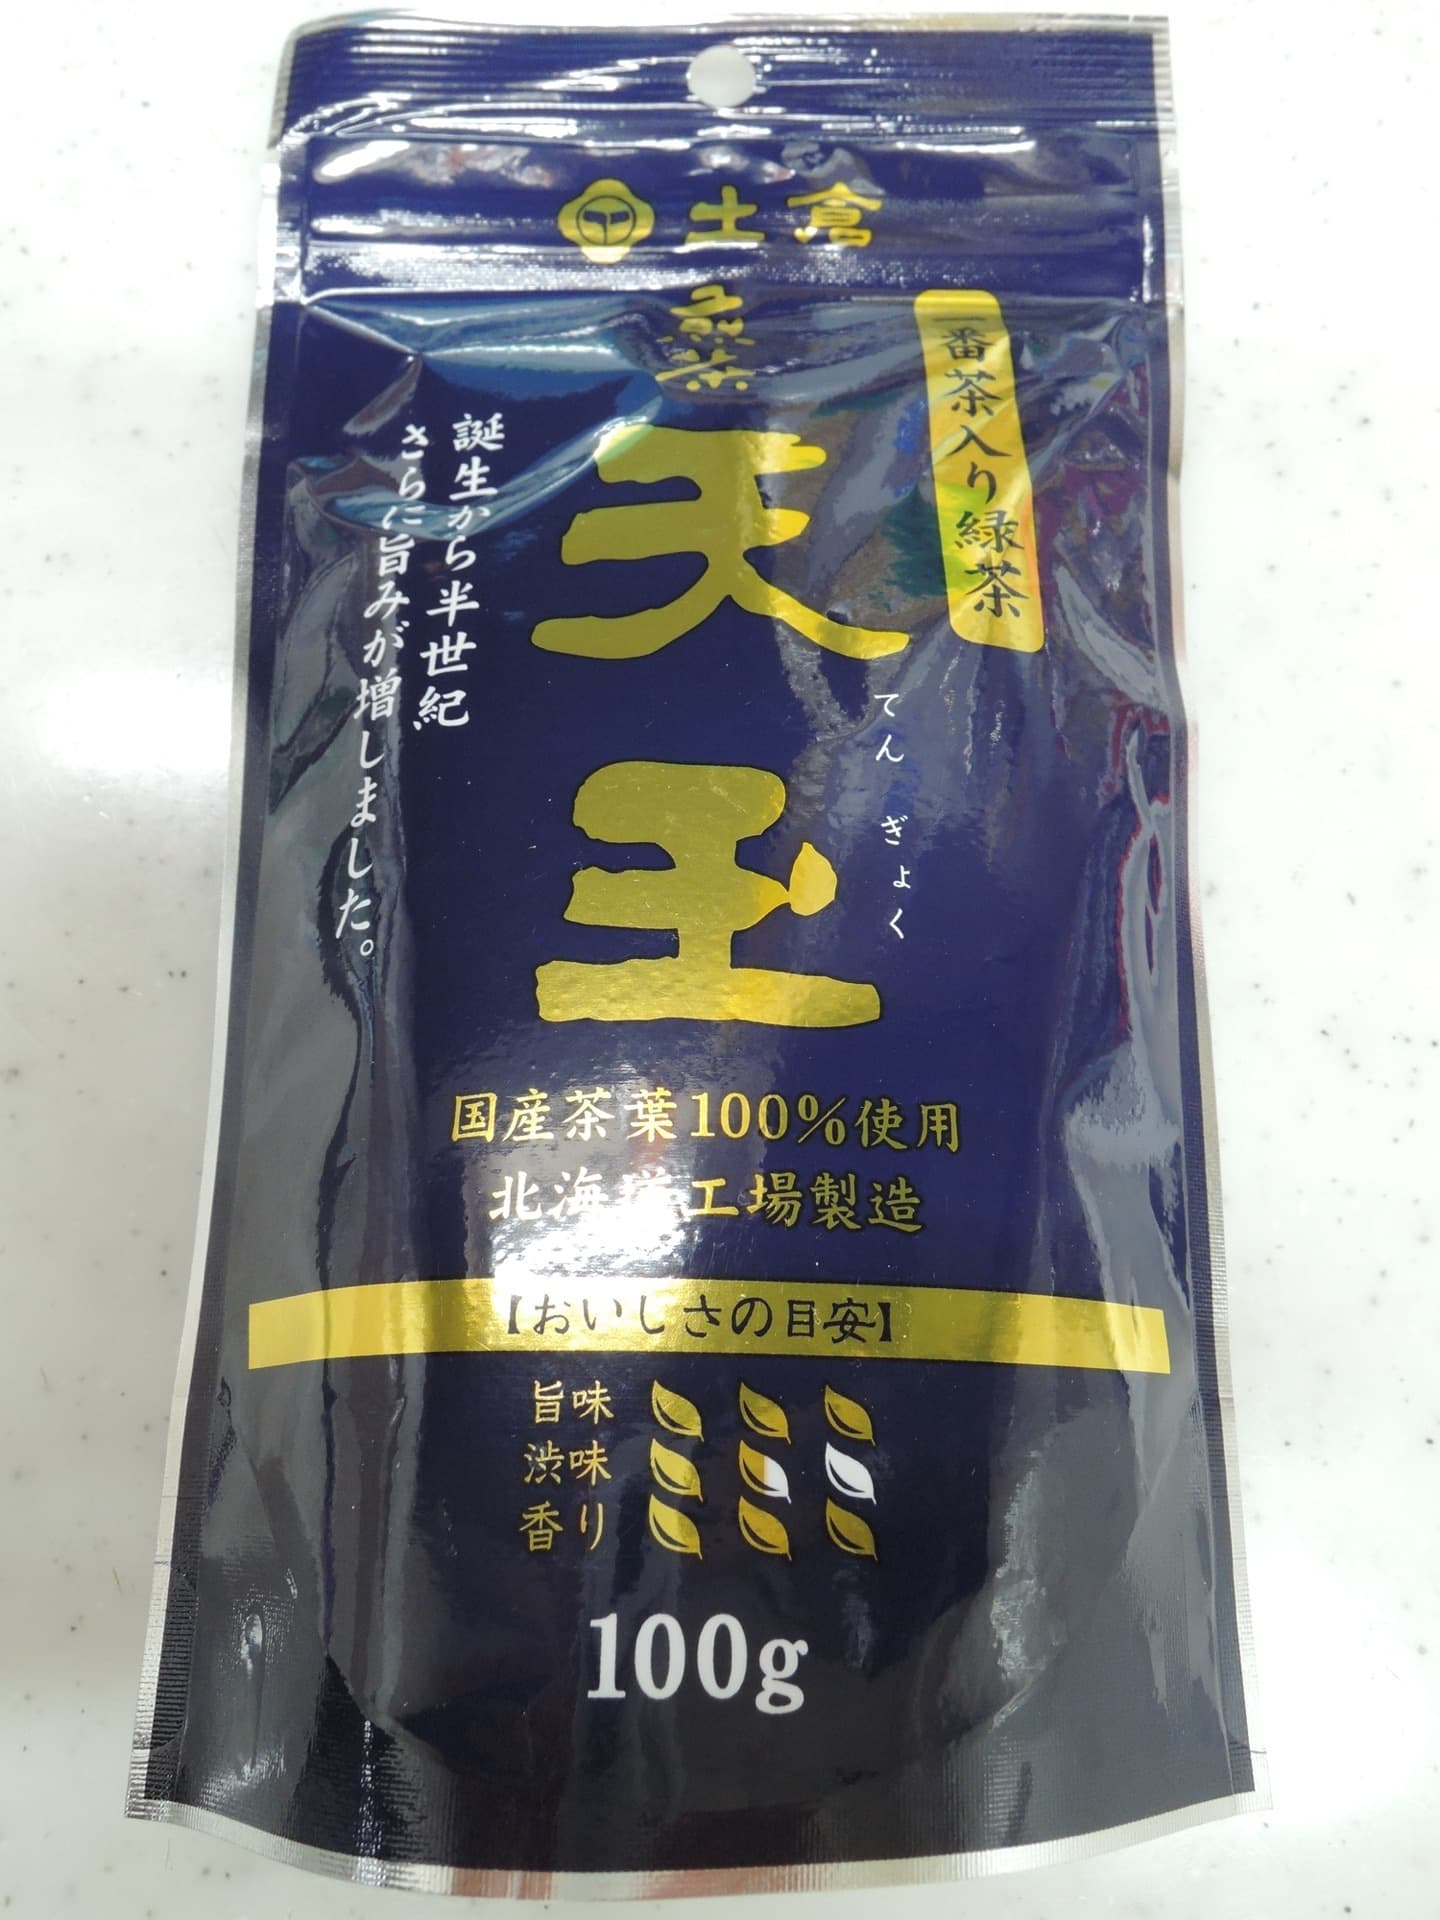 土倉
煎茶
一番茶入り緑茶
天玉
てんぎょく
誕生から半世紀
さらに旨みが増しました。
国産茶葉100%使用
北海道工場製造
【おいしさの目安】
旨味
渋味
香り
100g